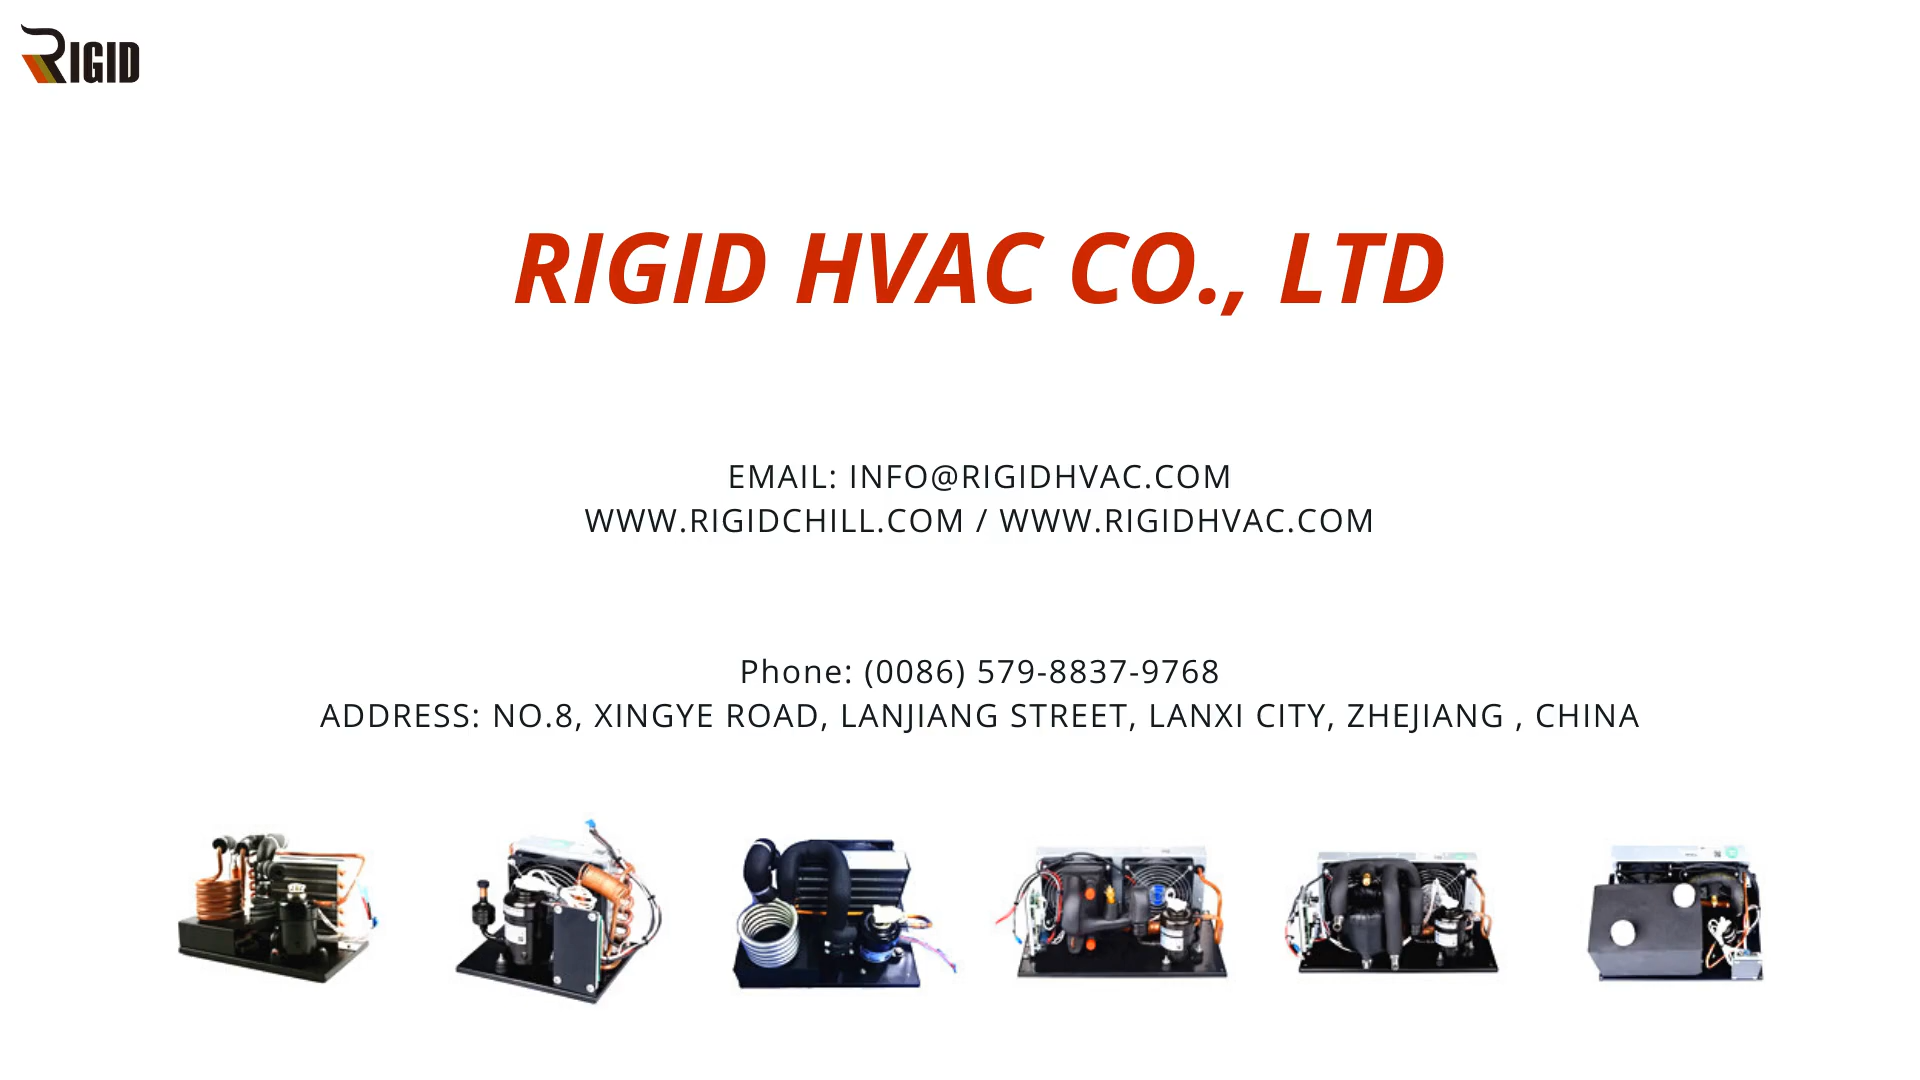 RIGID
RIGID HVAC CO., LTD
EMAIL: INFO@RIGIDHVAC.COM
WWW.RIGIDCHILL.COM / WWW.RIGIDHVAC.COM
Phone: (0086) 579-8837-9768
ADDRESS: NO.8, XINGYE ROAD, LANJIANG STREET, LANXI CITY, ZHEJIANG , CHINA